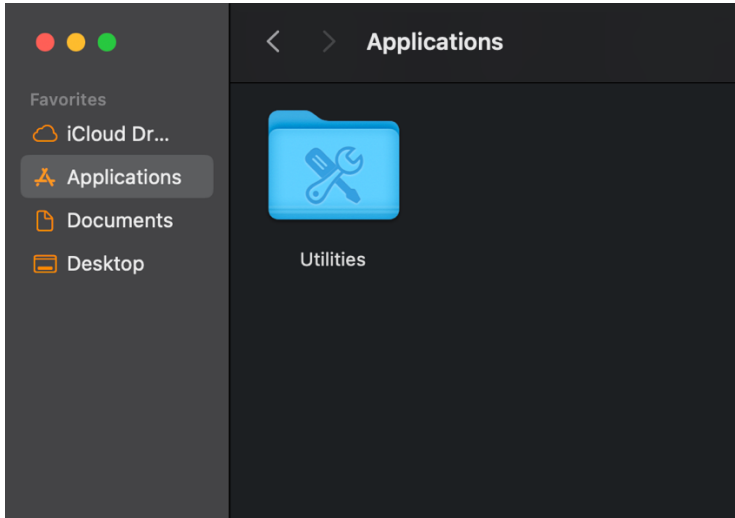 Applications
Favorites
iCloud Dr...
Applications
Documents
Desktop
Utilities